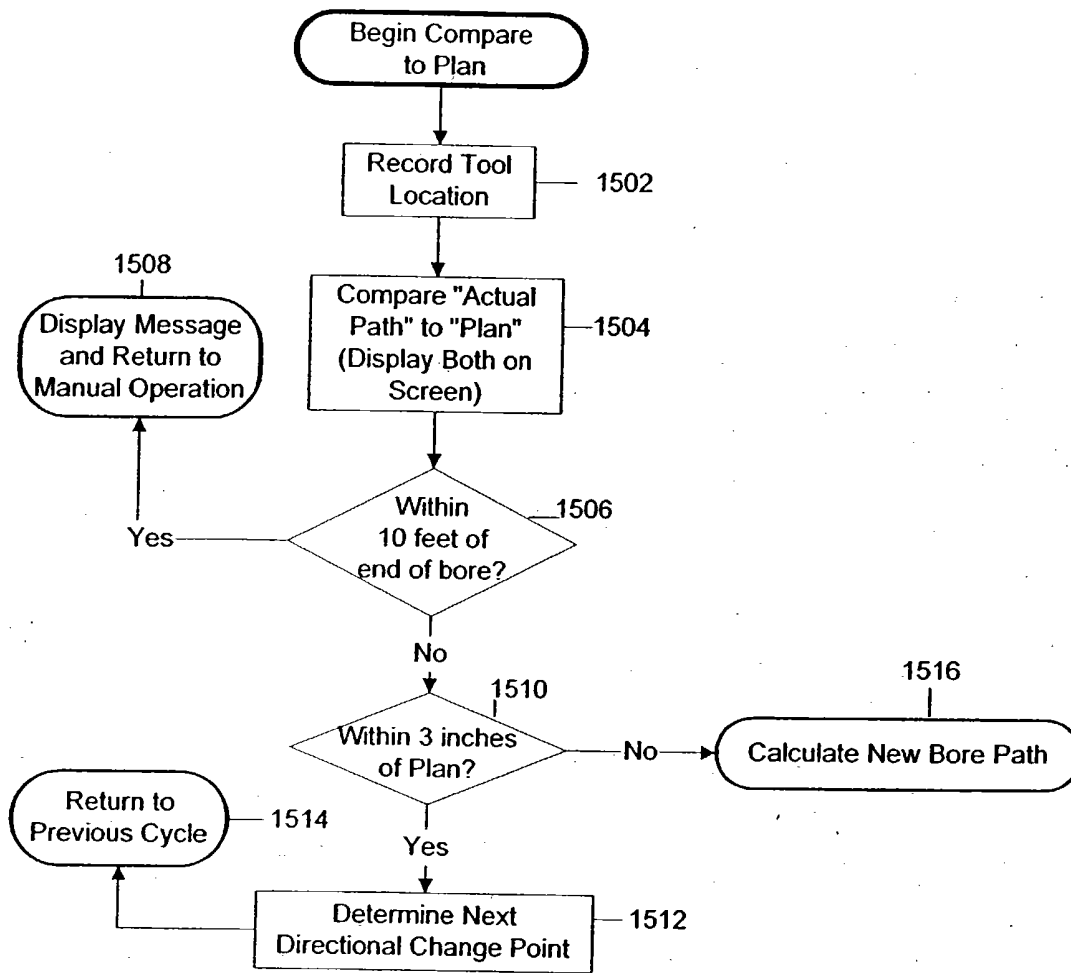 Begin Compare
to Plan
Record Tool
Location
1502
1508
Display Message
and Return to
Manual Operation
Compare "Actual
Path" to "Plan"
(Display Both on
Screen)
1504
Within
10 feet of
end of bore?
1506
Yes
No
1510
Within 3 inches
of Plan?
No
1516
Calculate New Bore Path
Return to
Previous Cycle
1514
Yes
Determine Next
Directional Change Point
1512